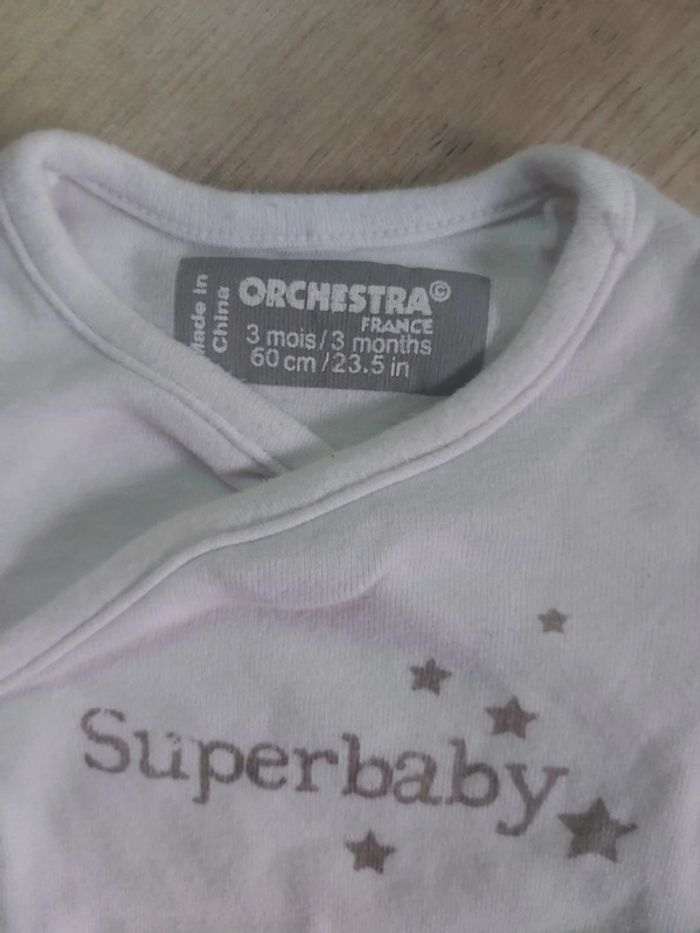 Made in
China
ORCHESTRA©
FRANCE
3 mois/3 months
60 cm/23.5 in
Superbaby